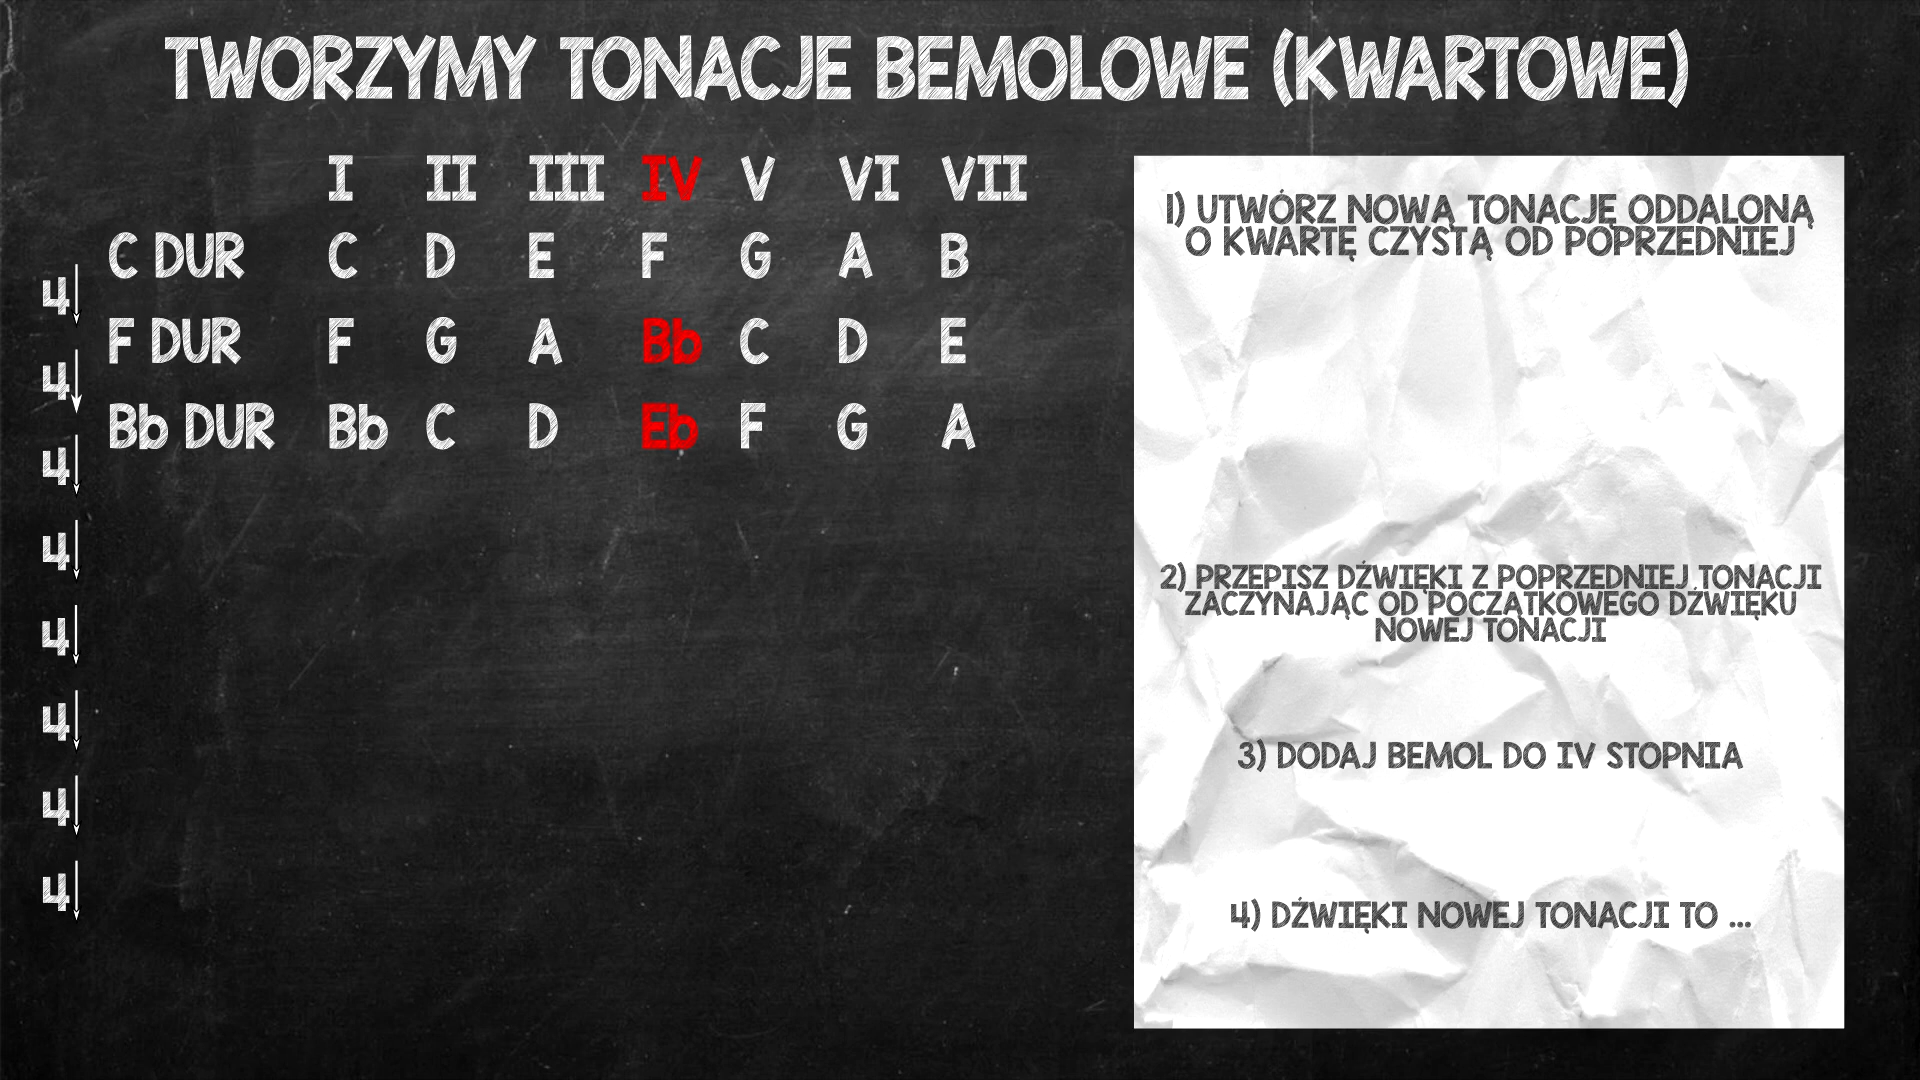 TWORZYMY TONACJE BEMOLOWE (KWARTOWE)
I II III IV V VI VII
C DUR C D E F G A B
4
F DUR F G A Bb C D E
4
Bb DUR Bb C D Eb F G A
4
4
4
4
4
4
1) UTWÓRZ NOWĄ TONACJĘ ODDALONĄ
O KWARTĘ CZYSTĄ OD POPRZEDNIEJ
2) PRZEPISZ DŹWIĘKI Z POPRZEDNIEJ TONACJI
ZACZYNAJĄC OD POCZĄTKOWEGO DŹWIĘKU
NOWEJ TONACJI
3) DODAJ BEMOL DO IV STOPNIA
4) DŹWIĘKI NOWEJ TONACJI TO ...